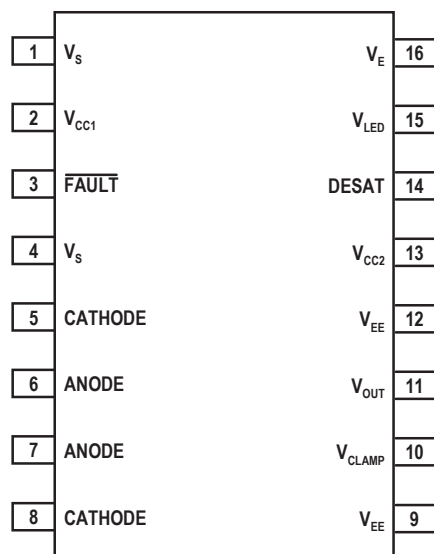 1 V_S V_E 16
2 V_CC1 V_LED 15
3 F̅A̅U̅L̅T̅ DESAT 14
4 V_S V_CC2 13
5 CATHODE V_EE 12
6 ANODE V_OUT 11
7 ANODE V_CLAMP 10
8 CATHODE V_EE 9